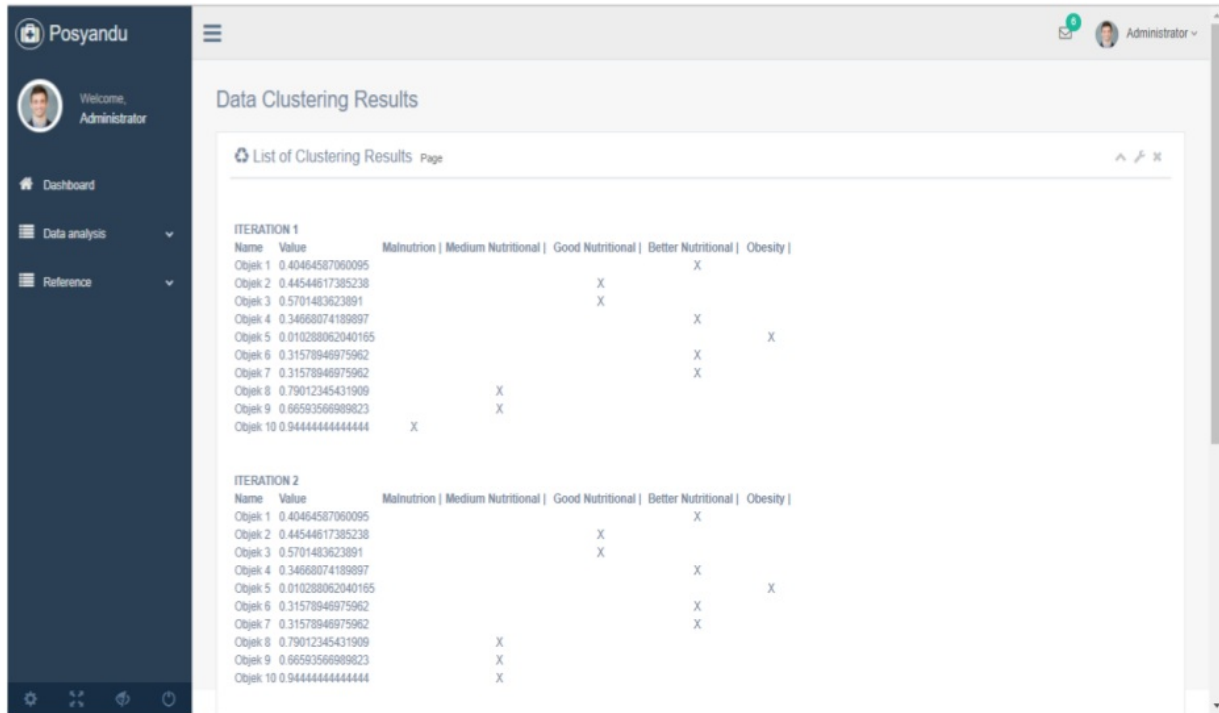 Posyandu
6
Administrator
Welcome,
Administrator
Dashboard
Data analysis
Reference
Data Clustering Results
List of Clustering Results Page
ITERATION 1
Name Value Malnutrion | Medium Nutritional | Good Nutritional | Better Nutritional | Obesity |
Objek 1 0.40464587060095 X
Objek 2 0.44544617385238 X
Objek 3 0.5701483623891 X
Objek 4 0.34668074189897 X
Objek 5 0.010288062040165 X
Objek 6 0.31578946975962 X
Objek 7 0.31578946975962 X
Objek 8 0.79012345431909 X
Objek 9 0.66593566989823 X
Objek 10 0.94444444444444 X
ITERATION 2
Name Value Malnutrion | Medium Nutritional | Good Nutritional | Better Nutritional | Obesity |
Objek 1 0.40464587060095 X
Objek 2 0.44544617385238 X
Objek 3 0.5701483623891 X
Objek 4 0.34668074189897 X
Objek 5 0.010288062040165 X
Objek 6 0.31578946975962 X
Objek 7 0.31578946975962 X
Objek 8 0.79012345431909 X
Objek 9 0.66593566989823 X
Objek 10 0.94444444444444 X